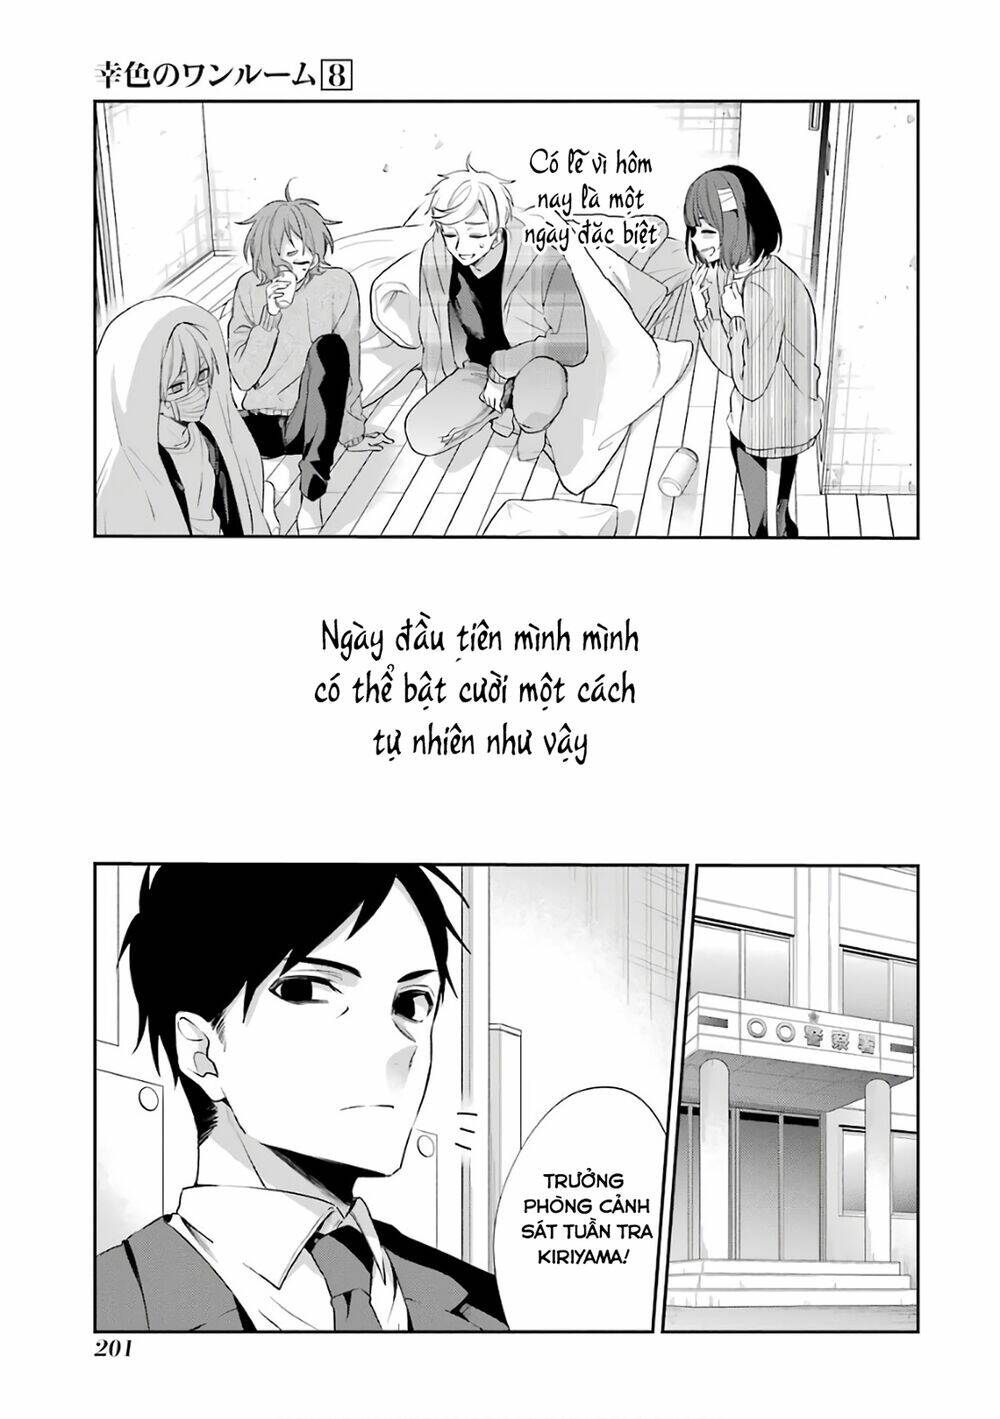 幸色のワンルーム 8
Có lẽ vì hôm
nay là một
ngày đặc biệt
Ngày đầu tiên mình mình
có thể bật cười một cách
tự nhiên như vậy
〇〇警察署
TRƯỞNG
PHÒNG CẢNH
SÁT TUẦN TRA
KIRIYAMA!
201